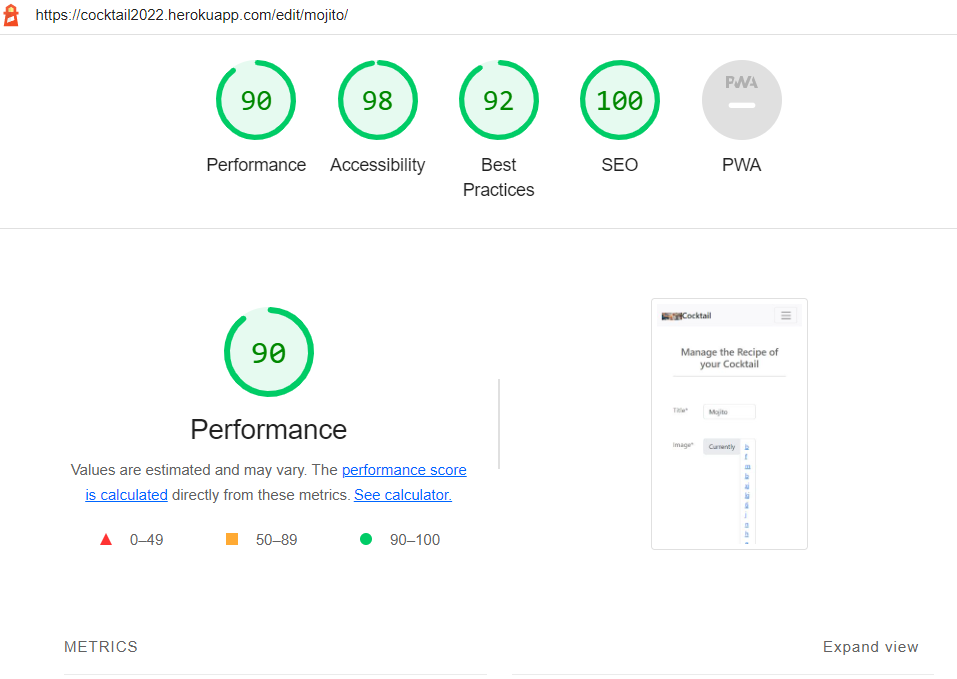 https://cocktail2022.herokuapp.com/edit/mojito/
90 98 92 100 PWA
Performance Accessibility Best Practices SEO PWA
90
Performance
Values are estimated and may vary. The performance score
is calculated directly from these metrics. See calculator.
0–49 50–89 90–100
Cocktail
Manage the Recipe of
your Cocktail
Title* Mojito
Image* Currently
METRICS Expand view